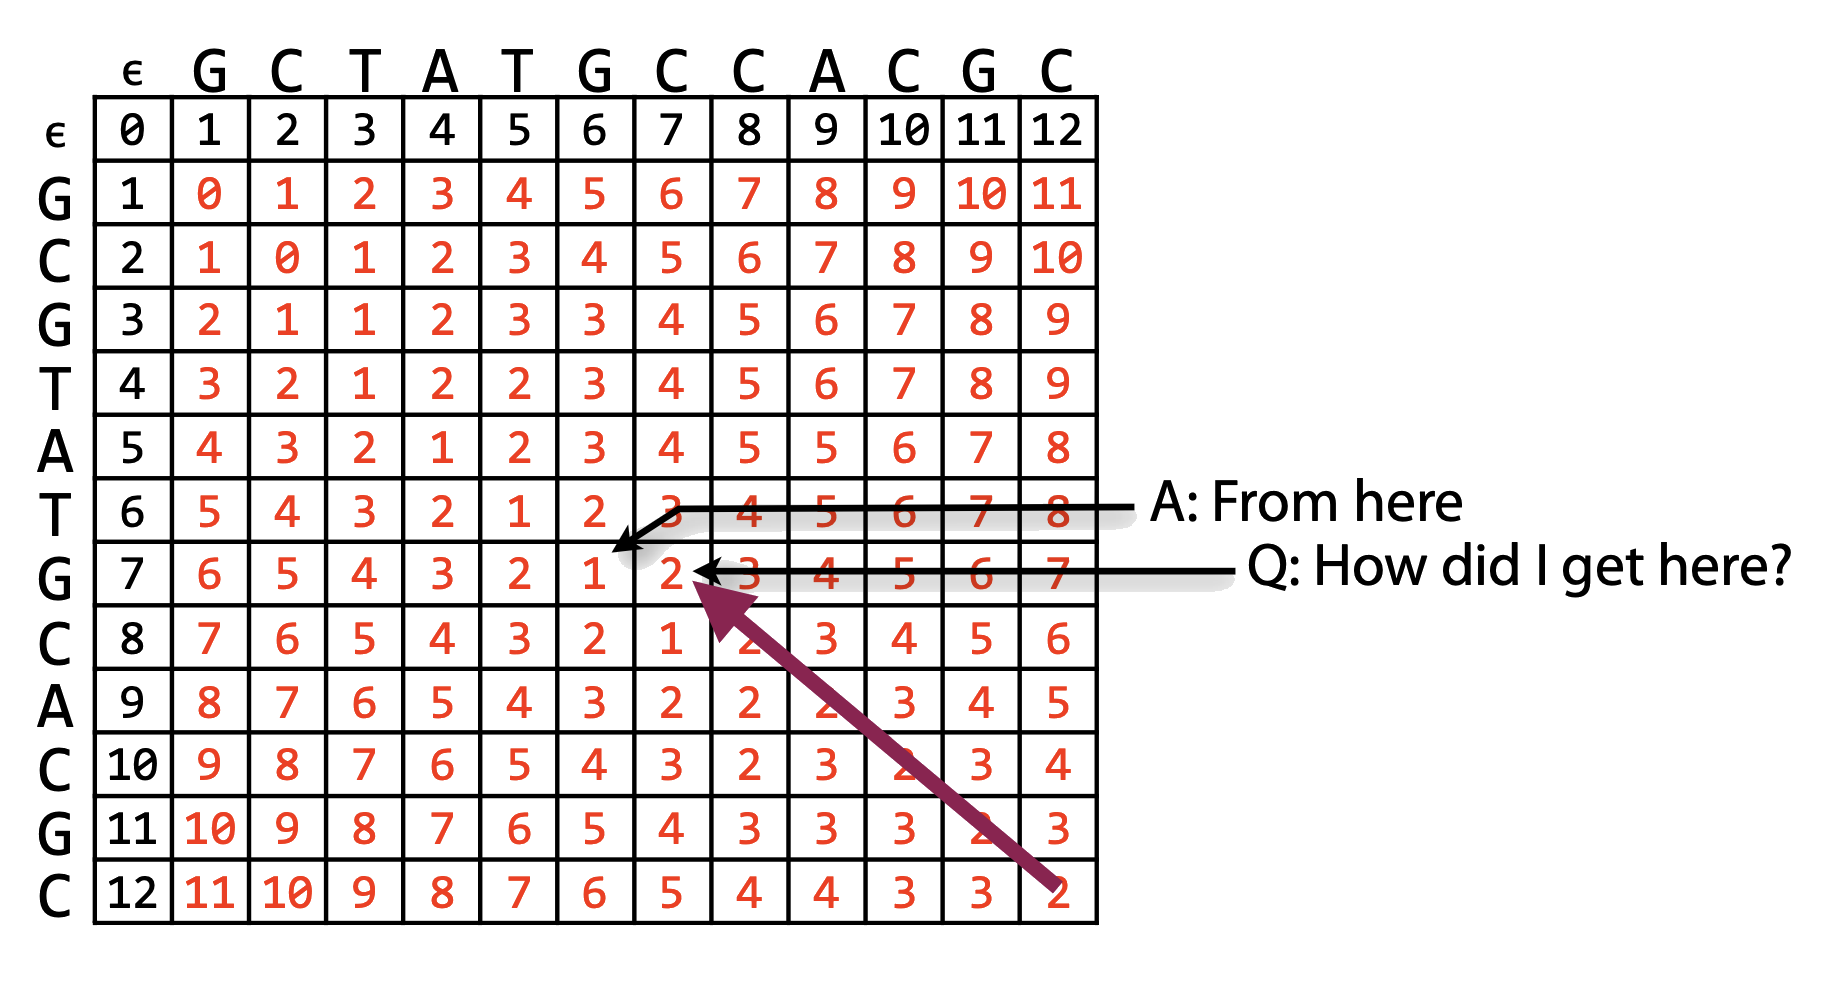 ϵ G C T A T G C C A C G C
ϵ 0 1 2 3 4 5 6 7 8 9 10 11 12
G 1 0 1 2 3 4 5 6 7 8 9 10 11
C 2 1 0 1 2 3 4 5 6 7 8 9 10
G 3 2 1 1 2 3 3 4 5 6 7 8 9
T 4 3 2 1 2 2 3 4 5 6 7 8 9
A 5 4 3 2 1 2 3 4 5 5 6 7 8
T 6 5 4 3 2 1 2 3 4 5 6 7 8 A: From here
G 7 6 5 4 3 2 1 2 3 4 5 6 7 Q: How did I get here?
C 8 7 6 5 4 3 2 1 2 3 4 5 6
A 9 8 7 6 5 4 3 2 2 2 3 4 5
C 10 9 8 7 6 5 4 3 2 3 2 3 4
G 11 10 9 8 7 6 5 4 3 3 3 2 3
C 12 11 10 9 8 7 6 5 4 4 3 3 2